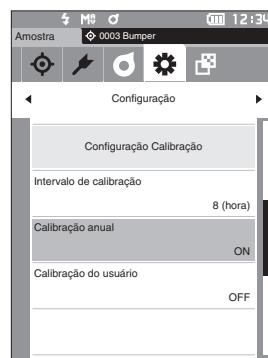 M 12:34
Amostra 0003 Bumper
Configuração
Configuração Calibração
Intervalo de calibração
8 (hora)
Calibração anual
ON
Calibração do usuário
OFF